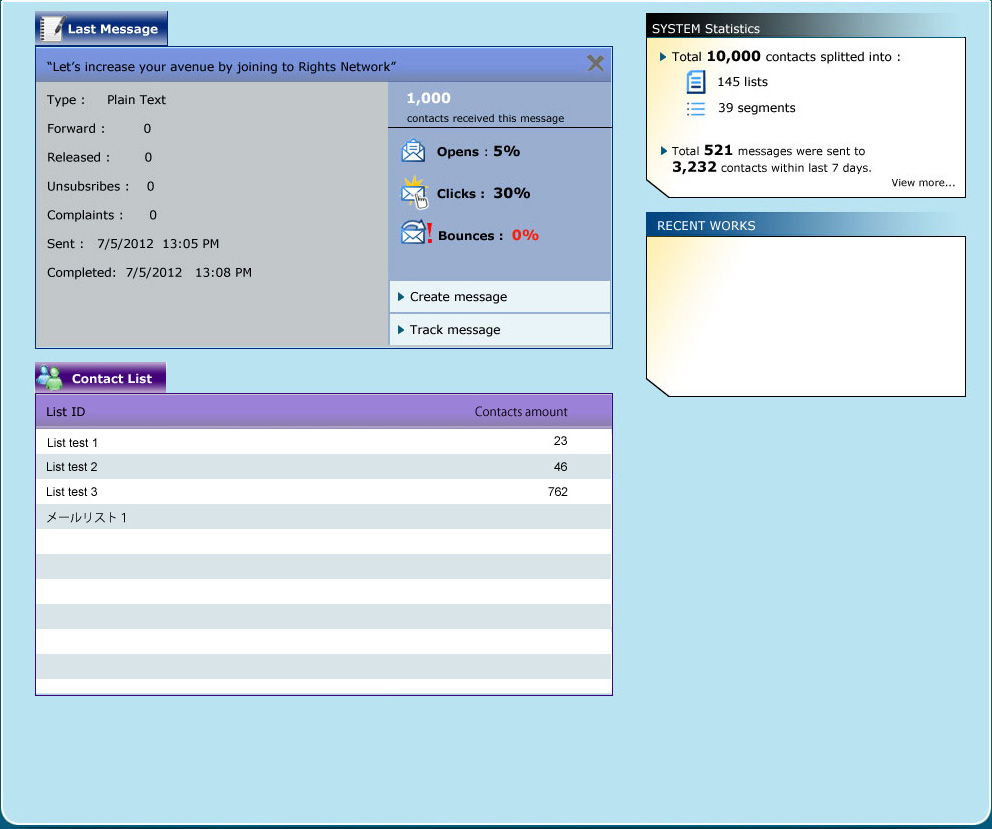 Last Message
“Let’s increase your avenue by joining to Rights Network”
Type : Plain Text
Forward : 0
Released : 0
Unsubsribes : 0
Complaints : 0
Sent : 7/5/2012 13:05 PM
Completed: 7/5/2012 13:08 PM
1,000
contacts received this message
Opens : 5%
Clicks : 30%
Bounces : 0%
Create message
Track message
Contact List
List ID Contacts amount
List test 1 23
List test 2 46
List test 3 762
メールリスト 1
SYSTEM Statistics
Total 10,000 contacts splitted into :
145 lists
39 segments
Total 521 messages were sent to
3,232 contacts within last 7 days.
View more...
RECENT WORKS